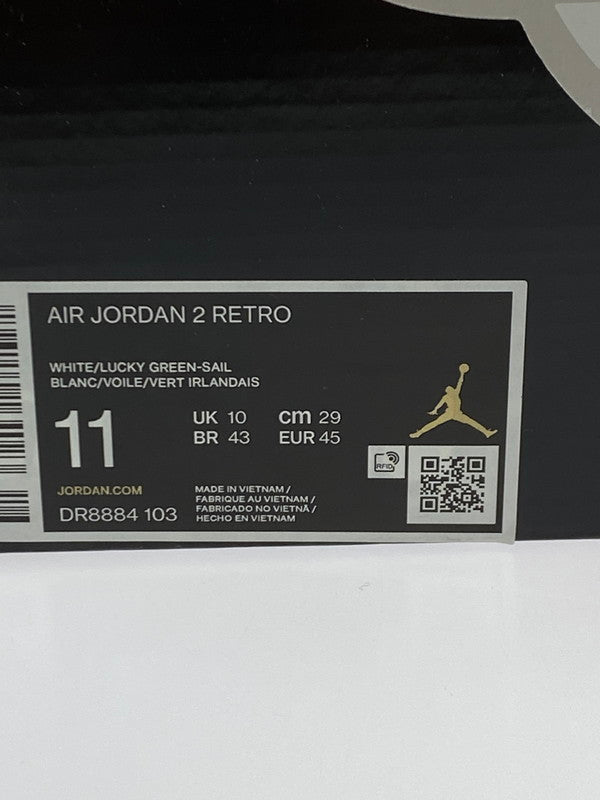 AIR JORDAN 2 RETRO
WHITE/LUCKY GREEN-SAIL
BLANC/VOILE/VERT IRLANDAIS
11
UK 10 cm 29
BR 43 EUR 45
RFID
JORDAN.COM
DR8884 103
MADE IN VIETNAM /
FABRIQUE AU VIETNAM /
FABRICADO NO VIETNÃ /
HECHO EN VIETNAM